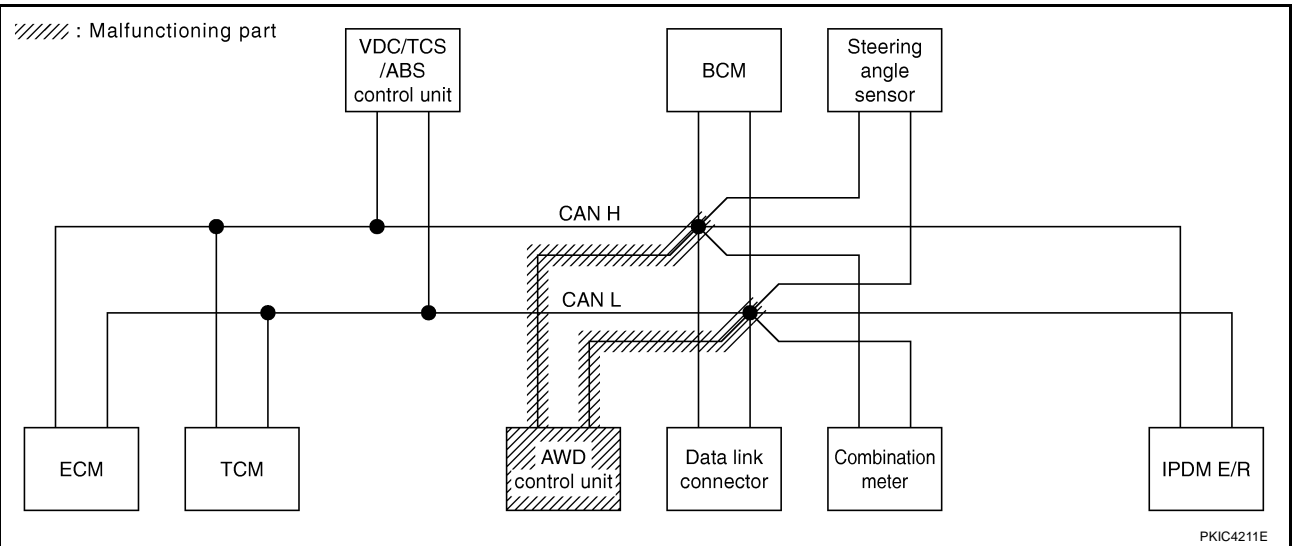 : Malfunctioning part
VDC/TCS
/ABS
control unit
BCM
Steering
angle
sensor
CAN H
CAN L
ECM
TCM
AWD
control unit
Data link
connector
Combination
meter
IPDM E/R
PKIC4211E